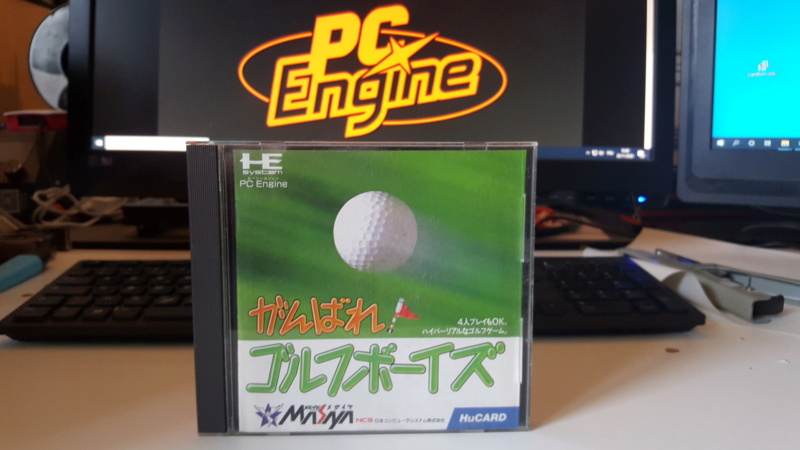 PC
Engine
HE
system
PC Engine
がんばれ!
4人プレイもOK。
ハイパーリアルなゴルフゲーム。
ゴルフボーイズ
MASAYA
NCS 日本コンピュータシステム株式会社
HuCARD